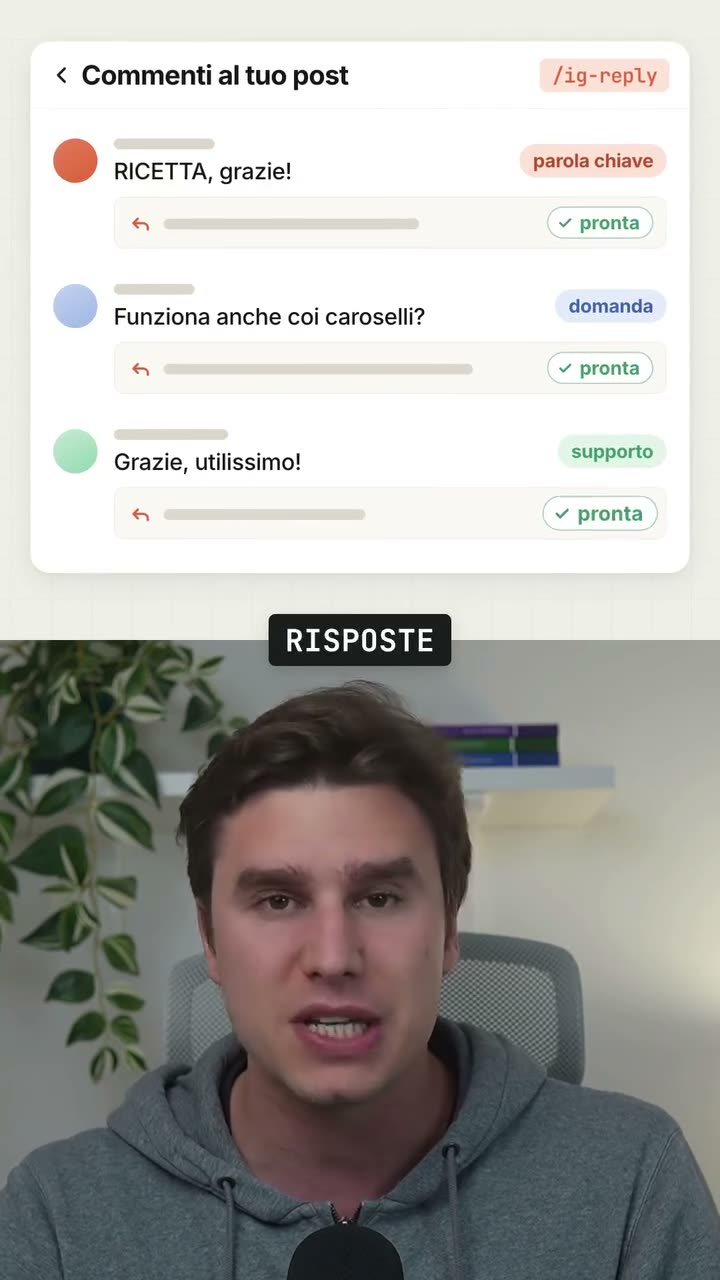 Commenti al tuo post
/ig-reply
RICETTA, grazie!
parola chiave
pronta
Funziona anche coi caroselli?
domanda
pronta
Grazie, utilissimo!
supporto
pronta
RISPOSTE